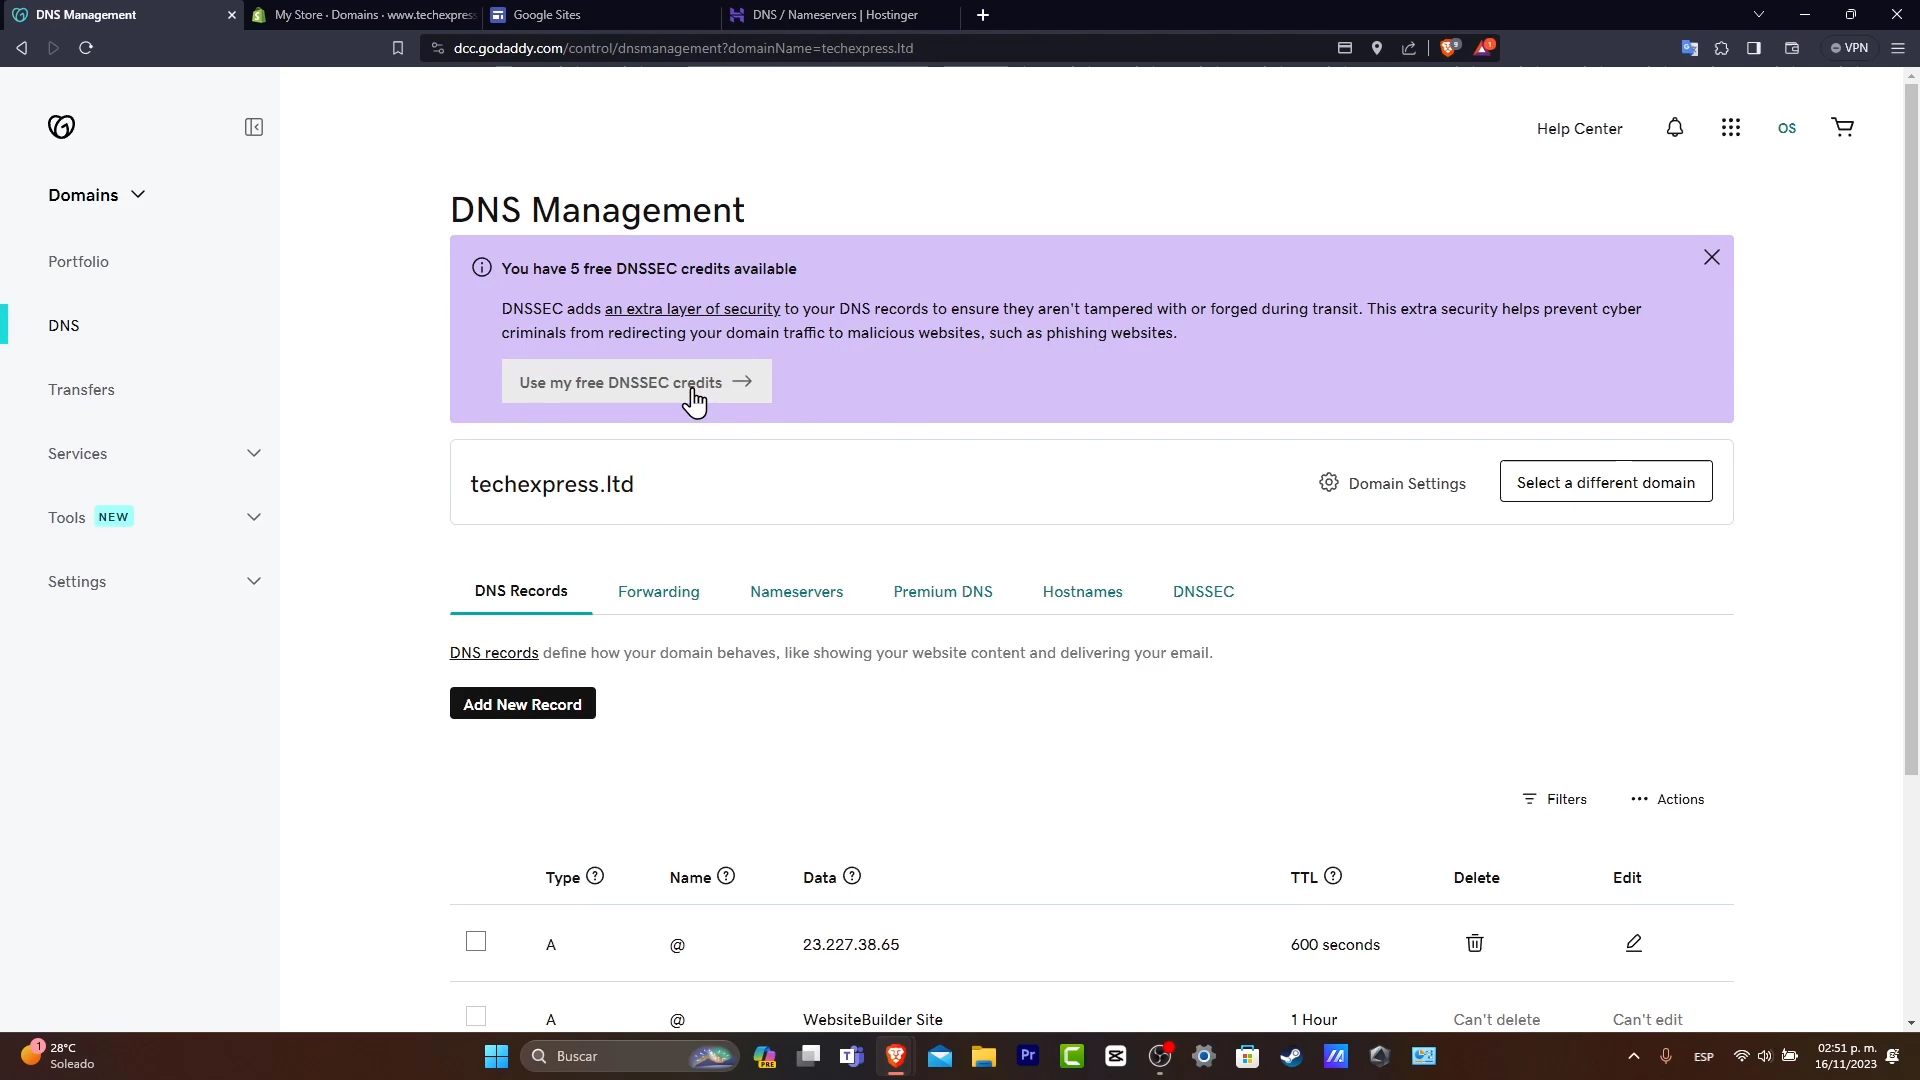 DNS Management
My Store · Domains · www.techexpress
Google Sites
DNS / Nameservers | Hostinger
dcc.godaddy.com/control/dnsmanagement?domainName=techexpress.ltd
9
1
VPN
Help Center
OS
Domains
Portfolio
DNS
Transfers
Services
Tools NEW
Settings
DNS Management
You have 5 free DNSSEC credits available
DNSSEC adds an extra layer of security to your DNS records to ensure they aren't tampered with or forged during transit. This extra security helps prevent cyber
criminals from redirecting your domain traffic to malicious websites, such as phishing websites.
Use my free DNSSEC credits
techexpress.ltd
Domain Settings
Select a different domain
DNS Records
Forwarding
Nameservers
Premium DNS
Hostnames
DNSSEC
DNS records define how your domain behaves, like showing your website content and delivering your email.
Add New Record
Filters
Actions
Type
Name
Data
TTL
Delete
Edit
A
@
23.227.38.65
600 seconds
A
@
WebsiteBuilder Site
1 Hour
Can't delete
Can't edit
1
28°C
Soleado
Buscar
PRE
Pr
ESP
02:51 p. m.
16/11/2023